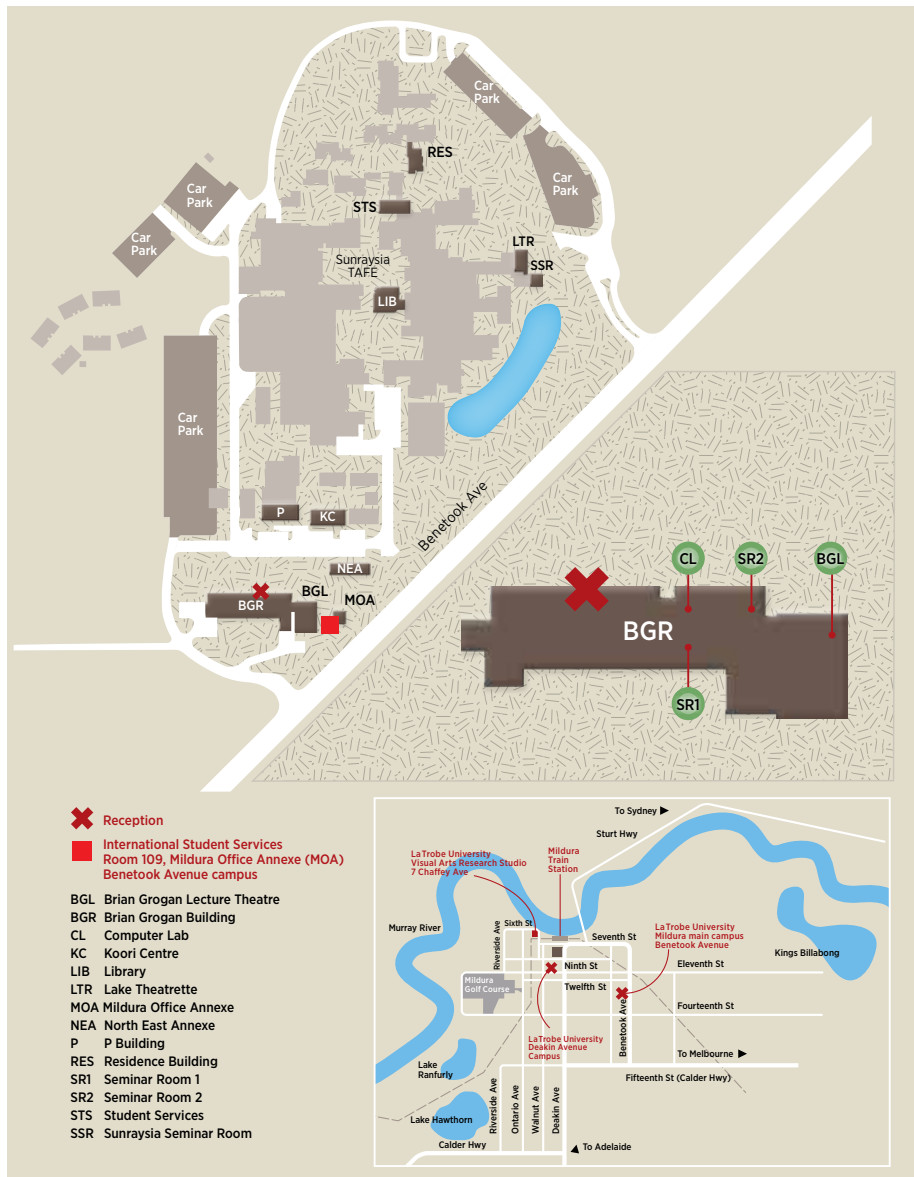 Car
Park
RES
Car
Park
Car
Park
STS
Car
Park
LTR
Sunraysia
TAFE
SSR
LIB
Car
Park
Benetook Ave
P
KC
NEA
BGL
MOA
BGR
CL
SR2
BGL
BGR
SR1
Reception
International Student Services
Room 109, Mildura Office Annexe (MOA)
Benetook Avenue campus
BGL Brian Grogan Lecture Theatre
BGR Brian Grogan Building
CL Computer Lab
KC Koori Centre
LIB Library
LTR Lake Theatrette
MOA Mildura Office Annexe
NEA North East Annexe
P P Building
RES Residence Building
SR1 Seminar Room 1
SR2 Seminar Room 2
STS Student Services
SSR Sunraysia Seminar Room
To Sydney
Sturt Hwy
La Trobe University
Visual Arts Research Studio
7 Chaffey Ave
Mildura
Train
Station
Murray River
Riverside Ave
Sixth St
Seventh St
La Trobe University
Mildura main campus
Benetook Avenue
Kings Billabong
Ninth St
Eleventh St
Mildura
Golf Course
Twelfth St
Benetook Ave
Fourteenth St
La Trobe University
Deakin Avenue
Campus
To Melbourne
Lake
Ranfurly
Fifteenth St (Calder Hwy)
Riverside Ave
Ontario Ave
Walnut Ave
Deakin Ave
Lake Hawthorn
Calder Hwy
To Adelaide